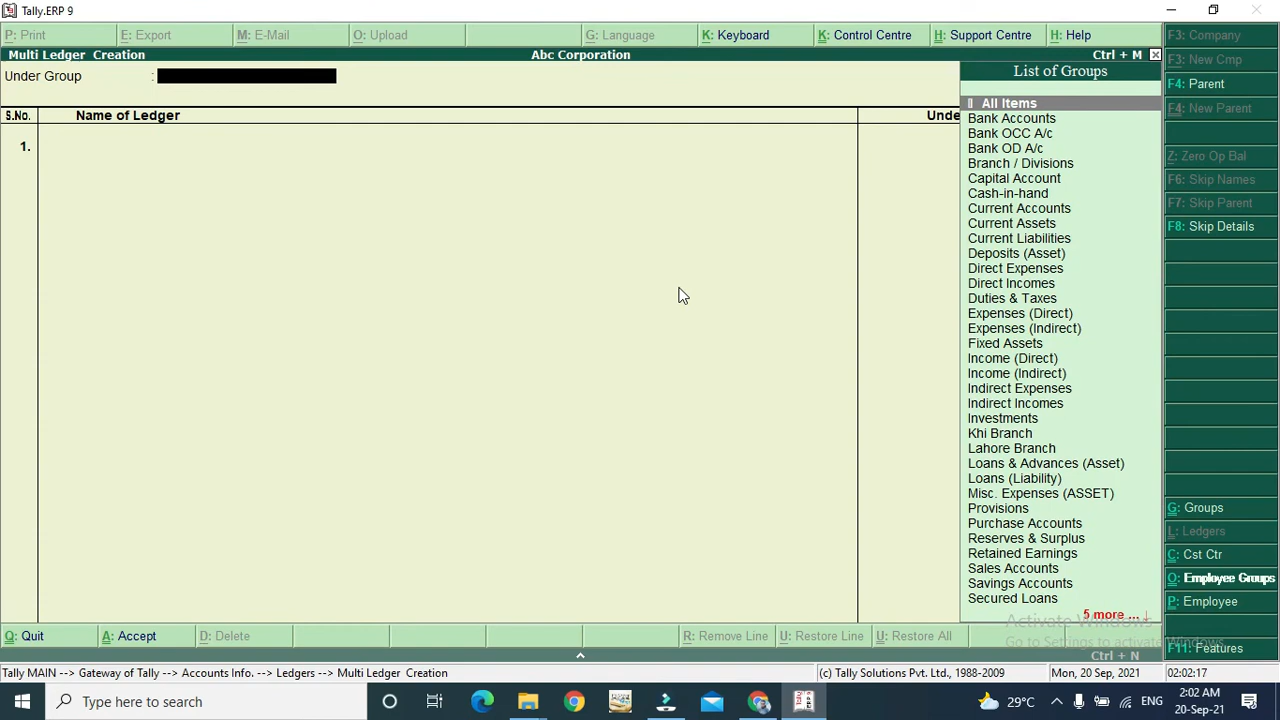 Tally.ERP 9
P: Print E: Export M: E-Mail O: Upload G: Language K: Keyboard K: Control Centre H: Support Centre H: Help
Multi Ledger Creation Abc Corporation Ctrl + M
Under Group :
S.No. Name of Ledger Unde
1.
List of Groups
All Items
Bank Accounts
Bank OCC A/c
Bank OD A/c
Branch / Divisions
Capital Account
Cash-in-hand
Current Accounts
Current Assets
Current Liabilities
Deposits (Asset)
Direct Expenses
Direct Incomes
Duties & Taxes
Expenses (Direct)
Expenses (Indirect)
Fixed Assets
Income (Direct)
Income (Indirect)
Indirect Expenses
Indirect Incomes
Investments
Khi Branch
Lahore Branch
Loans & Advances (Asset)
Loans (Liability)
Misc. Expenses (ASSET)
Provisions
Purchase Accounts
Reserves & Surplus
Retained Earnings
Sales Accounts
Savings Accounts
Secured Loans
5 more ...
F3: Company
F3: New Cmp
F4: Parent
F4: New Parent
Z: Zero Op Bal
F6: Skip Names
F7: Skip Parent
F8: Skip Details
G: Groups
L: Ledgers
C: Cst Ctr
O: Employee Groups
P: Employee
F11: Features
Activate Windows
Go to Settings to activate Windows.
Q: Quit A: Accept D: Delete R: Remove Line U: Restore Line U: Restore All
Ctrl + N
Tally MAIN --> Gateway of Tally --> Accounts Info. --> Ledgers --> Multi Ledger Creation (c) Tally Solutions Pvt. Ltd., 1988-2009 Mon, 20 Sep, 2021 02:02:17
Type here to search 29°C ENG 2:02 AM
20-Sep-21